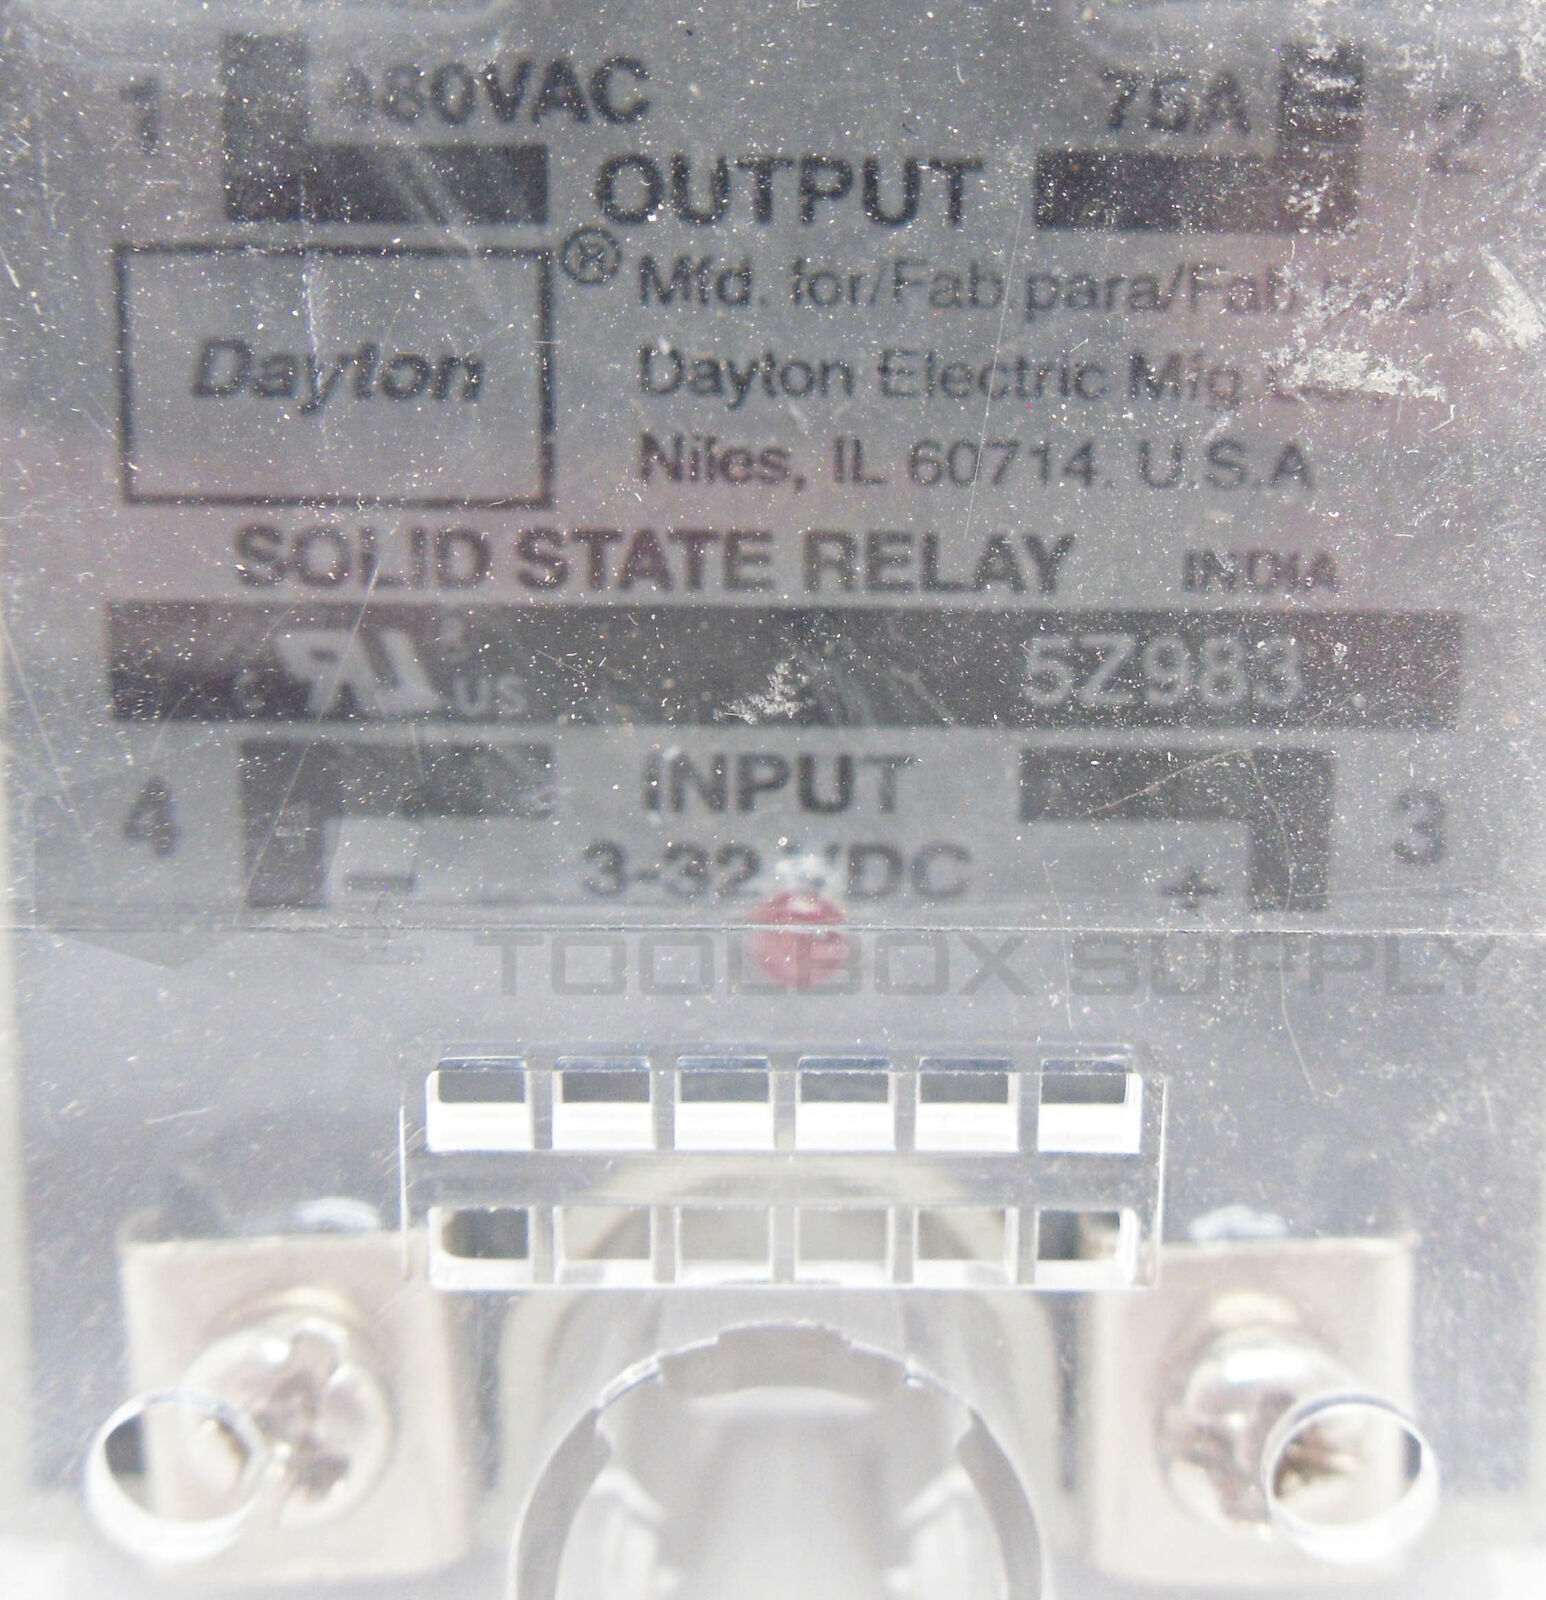 1 480VAC 75A 2
OUTPUT
Dayton ®
Mfd. for/Fab.para/Fab.
Dayton Electric Mfg
Niles, IL 60714. U.S.A
SOLID STATE RELAY INDIA
c RU ® US 5Z983
4 INPUT 3
- 3-32 VDC +
TOOLBOX SUPPLY